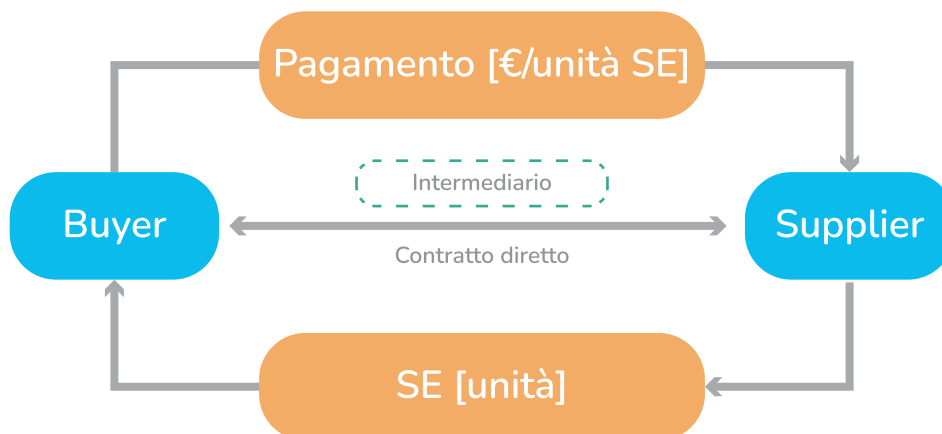 Pagamento [€/unità SE]
Intermediario
Buyer
Supplier
Contratto diretto
SE [unità]